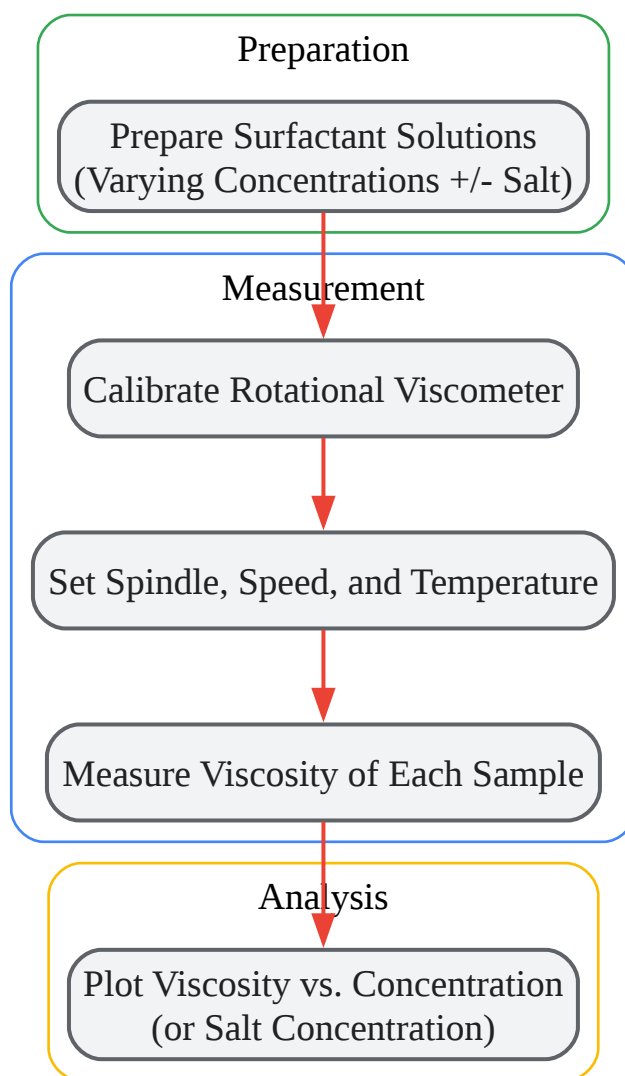 Preparation
Prepare Surfactant Solutions
(Varying Concentrations +/- Salt)
Measurement
Calibrate Rotational Viscometer
Set Spindle, Speed, and Temperature
Measure Viscosity of Each Sample
Analysis
Plot Viscosity vs. Concentration
(or Salt Concentration)